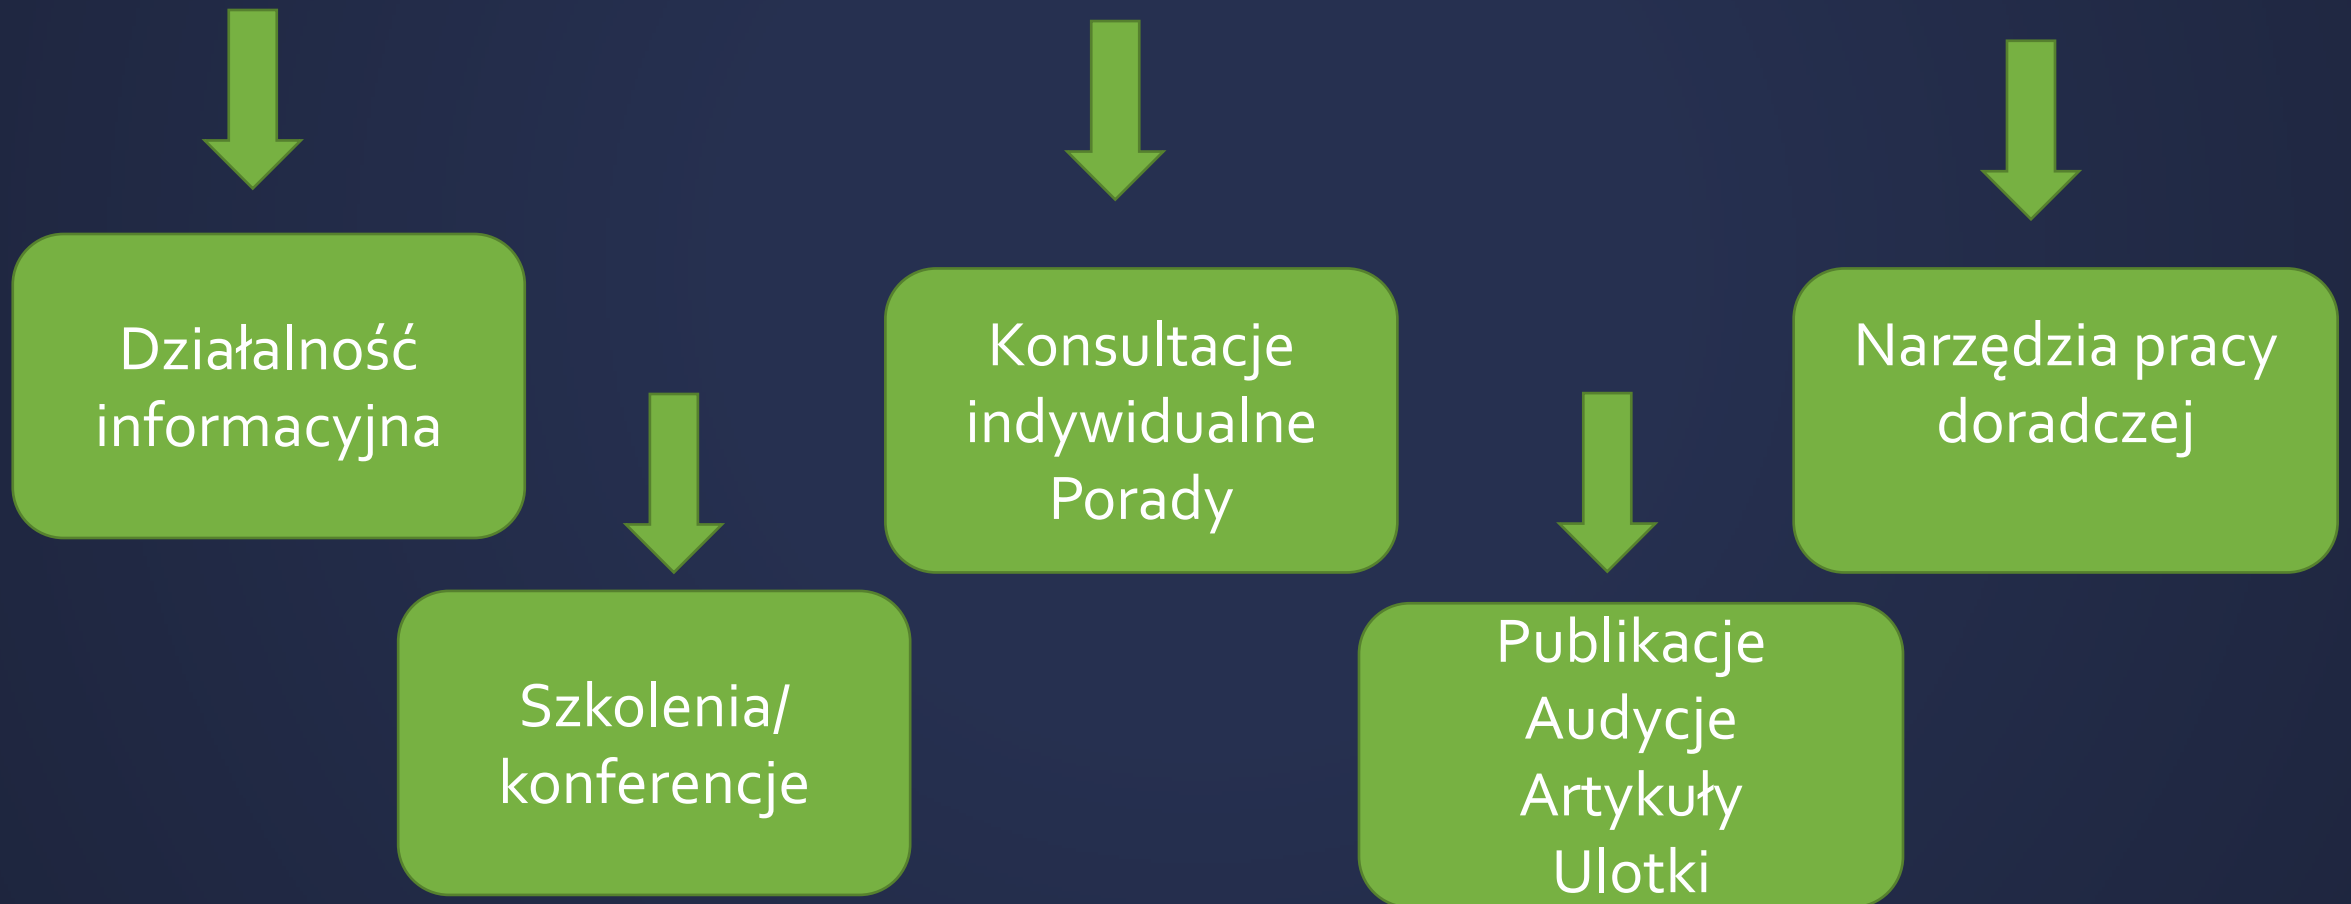 Działalność
informacyjna
Szkolenia/
konferencje
Konsultacje
indywidualne
Porady
Publikacje
Audycje
Artykuły
Ulotki
Narzędzia pracy
doradczej